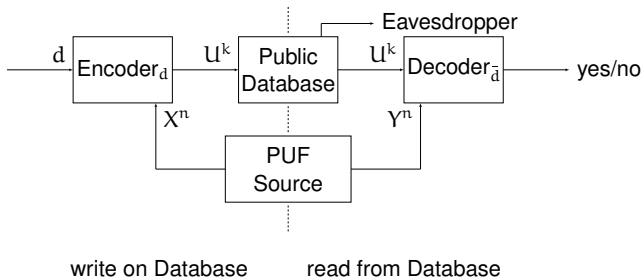 Eavesdropper
d
Encoder_d
U^k
Public
Database
U^k
Decoder_d̄
yes/no
X^n
Y^n
PUF
Source
write on Database
read from Database